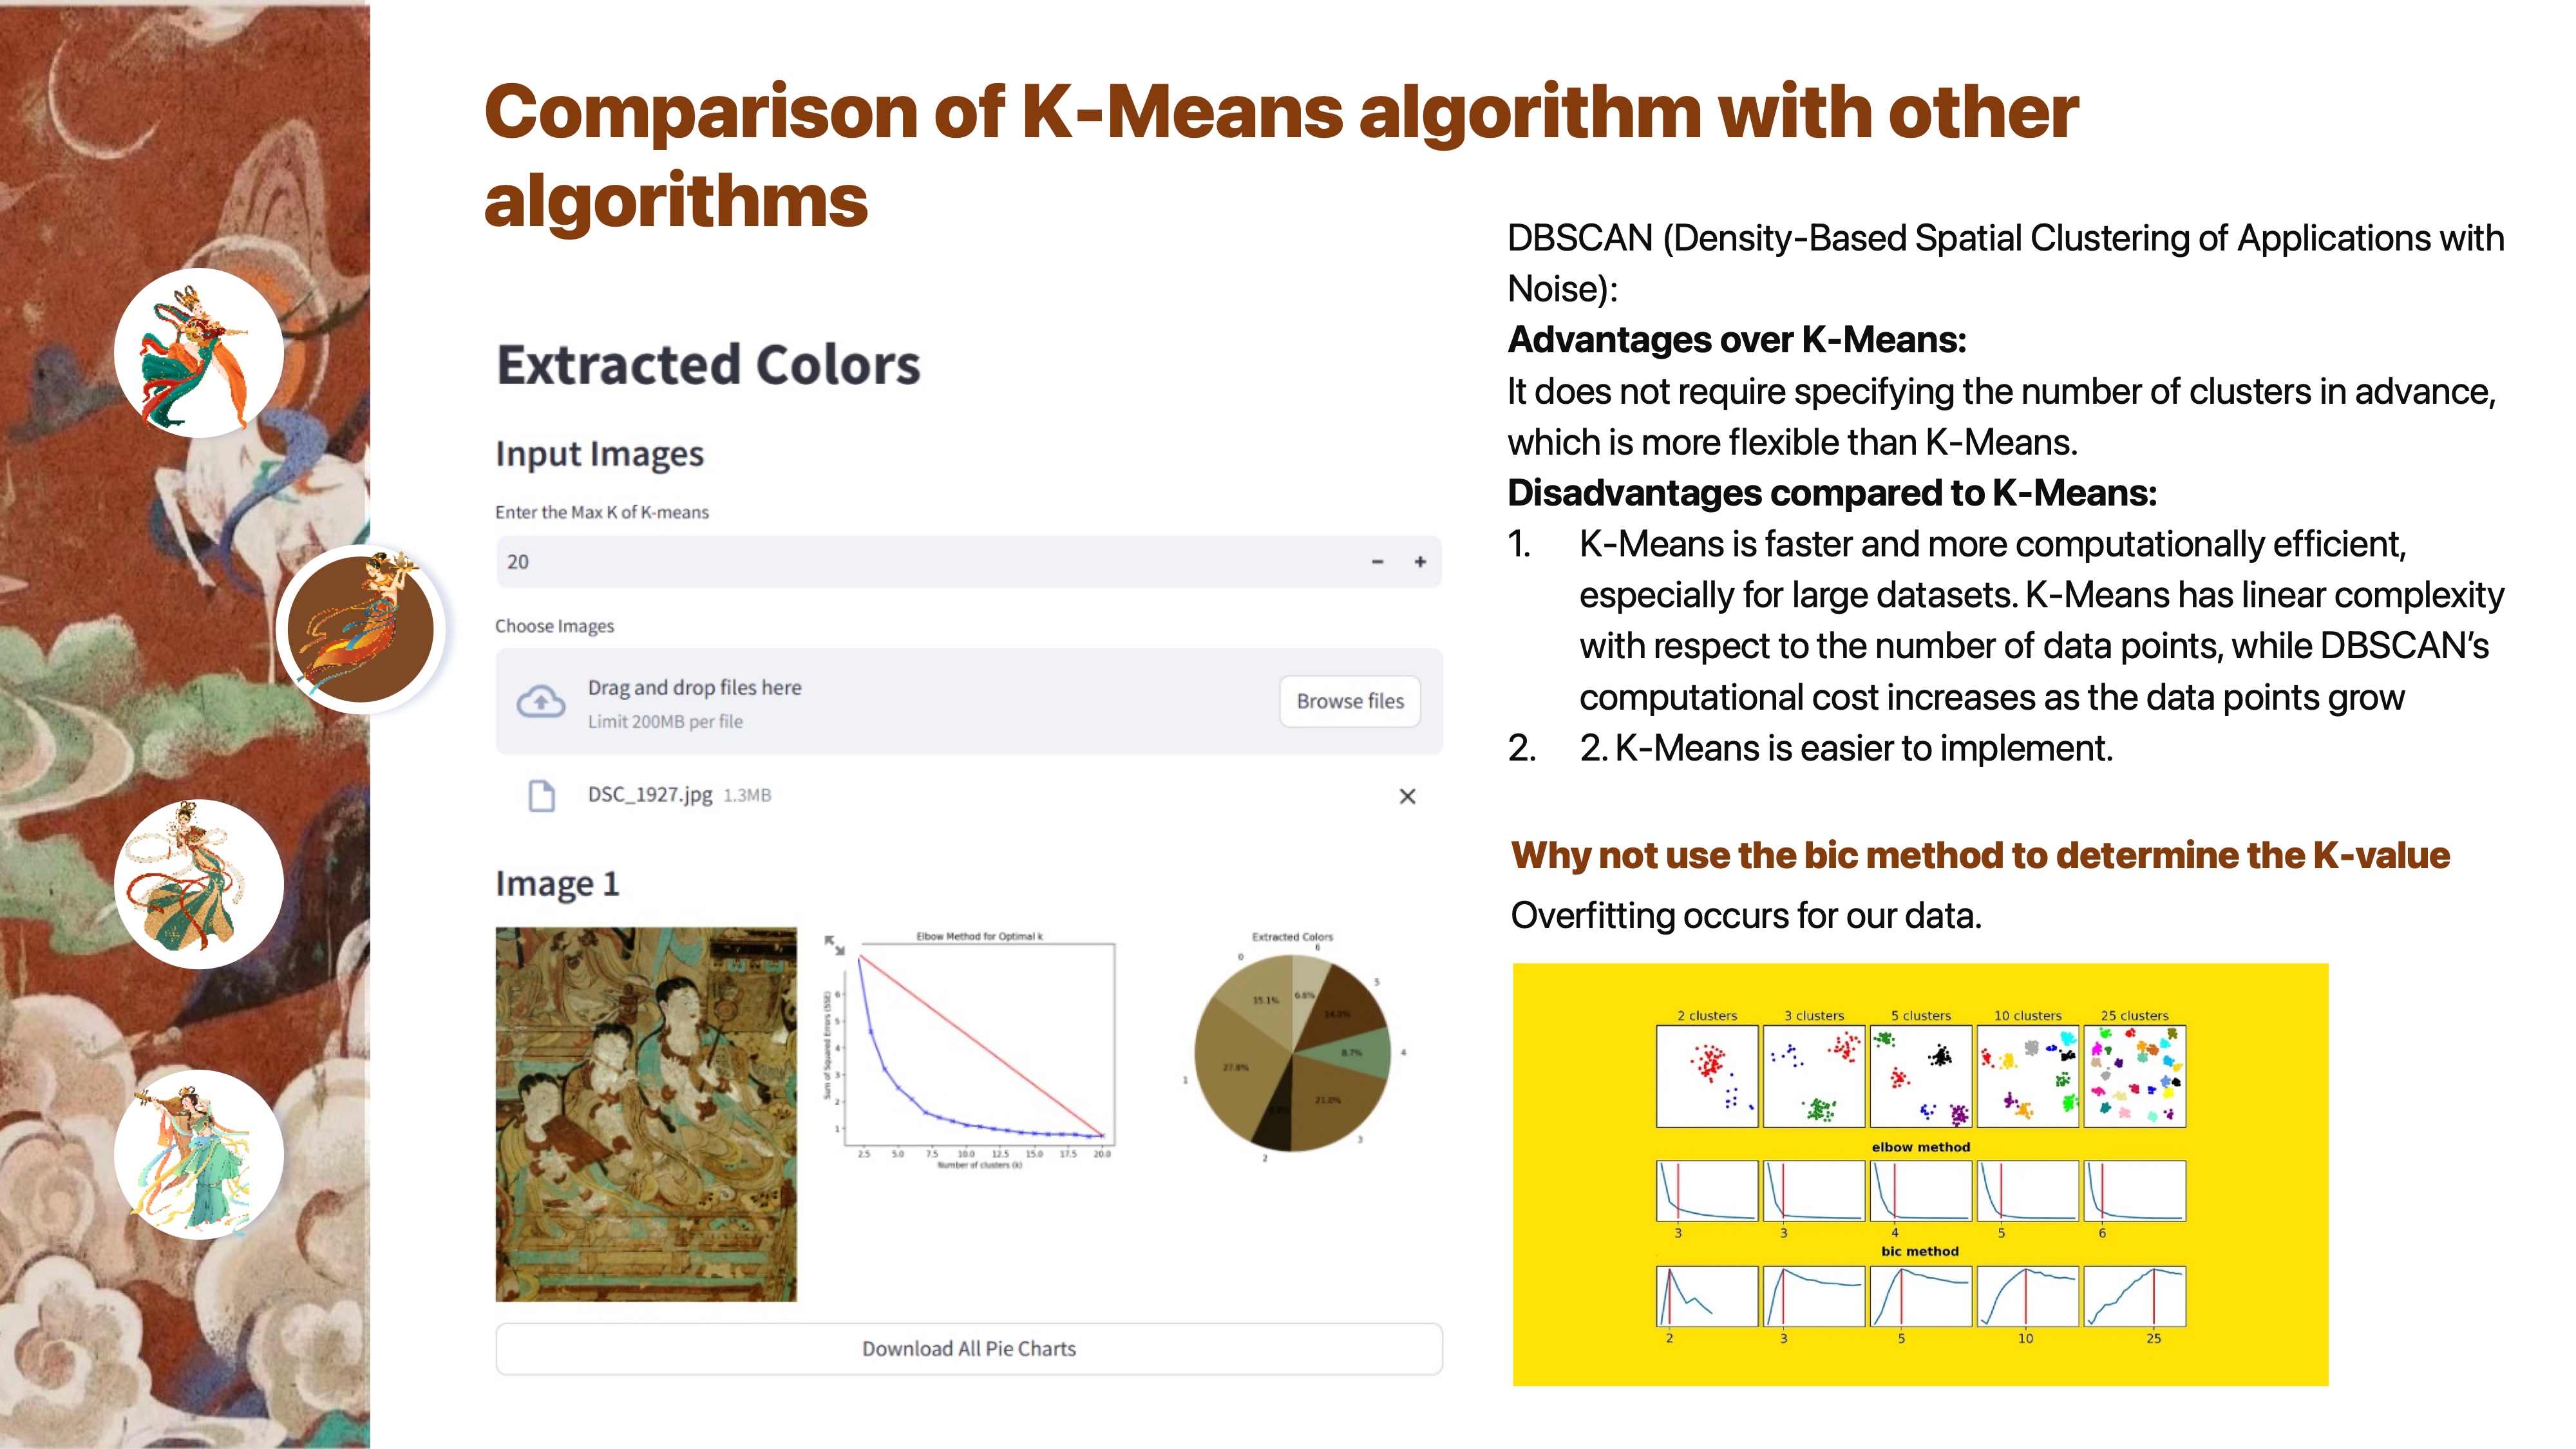 Comparison of K-Means algorithm with other
algorithms
Extracted Colors
Input Images
Enter the Max K of K-means
20
Choose Images
Drag and drop files here
Limit 200MB per file
Browse files
DSC_1927.jpg 1.3MB
Image 1
Elbow Method for Optimal k
Sum of Squared Errors (SSE)
6
5
4
3
2
1
2.5 5.0 7.5 10.0 12.5 15.0 17.5 20.0
Number of clusters (k)
Extracted Colors
0
15.1%
1
27.8%
2
3
21.0%
4
8.7%
5
14.0%
6
6.6%
Download All Pie Charts
DBSCAN (Density-Based Spatial Clustering of Applications with
Noise):
Advantages over K-Means:
It does not require specifying the number of clusters in advance,
which is more flexible than K-Means.
Disadvantages compared to K-Means:
1. K-Means is faster and more computationally efficient,
especially for large datasets. K-Means has linear complexity
with respect to the number of data points, while DBSCAN’s
computational cost increases as the data points grow
2. 2. K-Means is easier to implement.
Why not use the bic method to determine the K-value
Overfitting occurs for our data.
2 clusters 3 clusters 5 clusters 10 clusters 25 clusters
elbow method
3 3 4 5 6
bic method
2 3 5 10 25